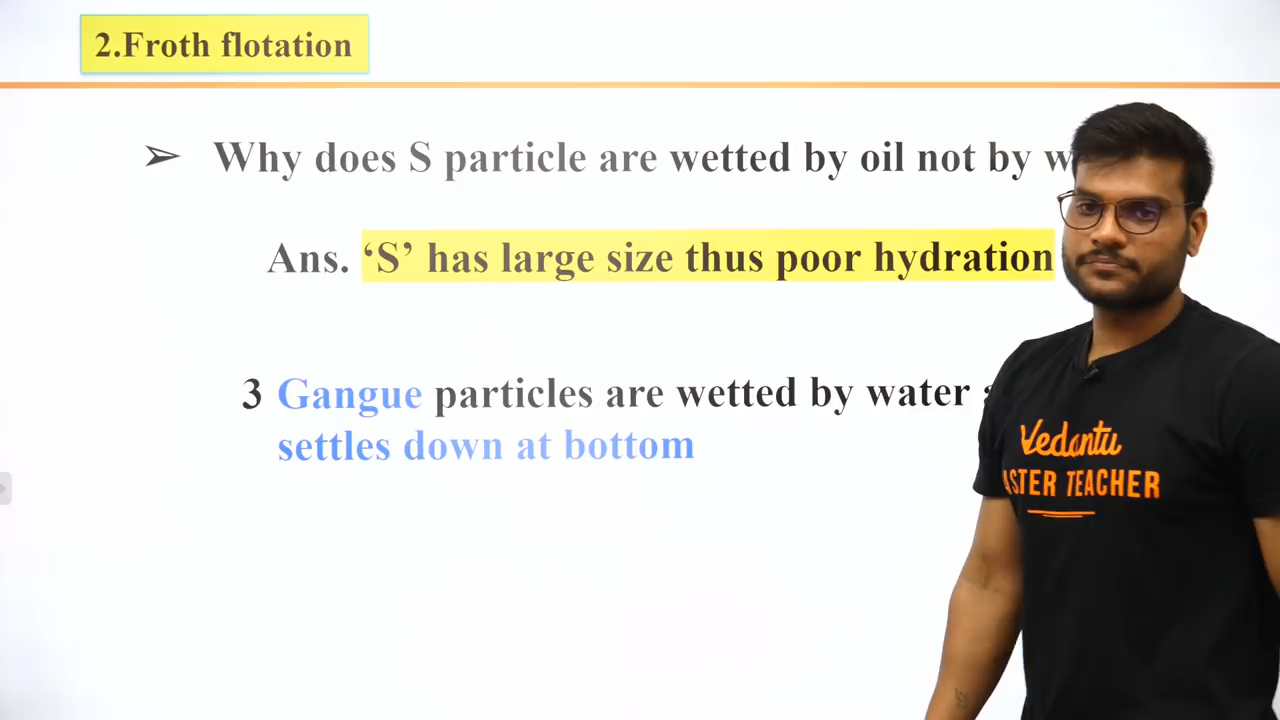 2.Froth flotation
➢ Why does S particle are wetted by oil not by
Ans. ‘S’ has large size thus poor hydration
3 Gangue particles are wetted by water
settles down at bottom
Vedantu
TEACHER